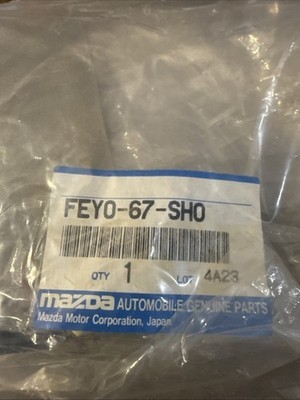 FEY0-67-SH0
QTY 1 LOT 4A23
mazda AUTOMOBILE GENUINE PARTS
Mazda Motor Corporation, Japan